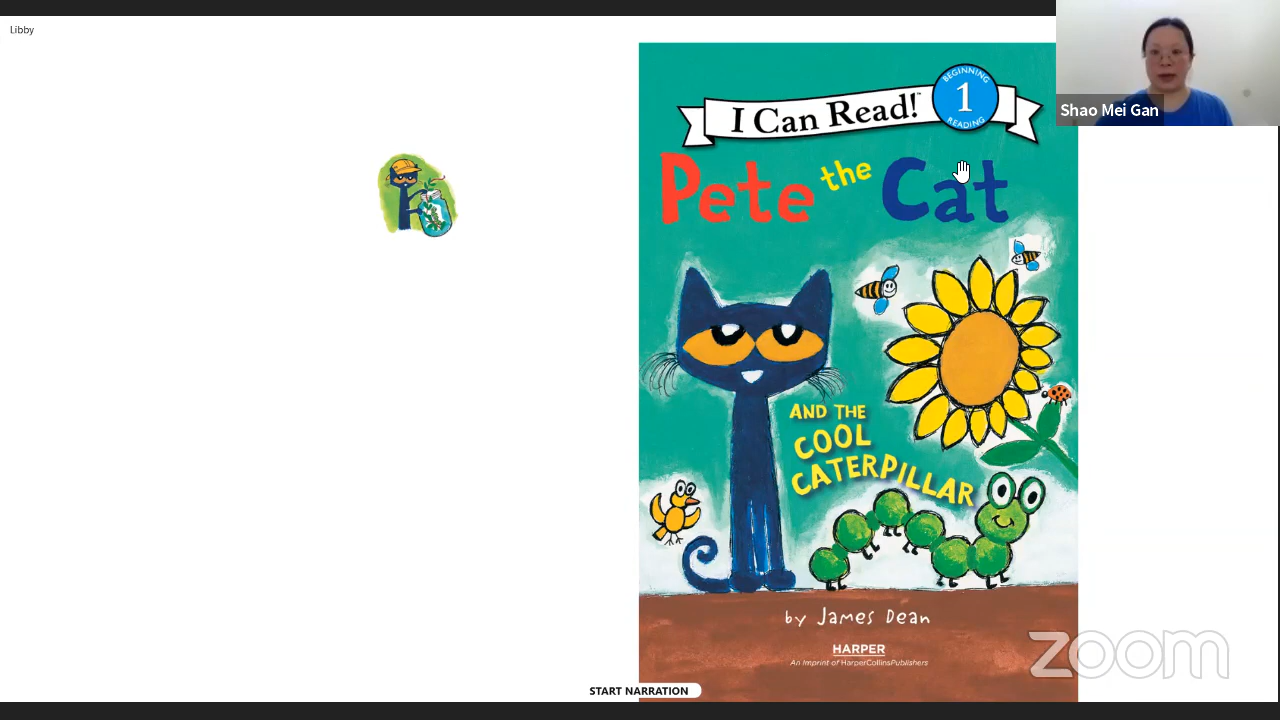 Libby
I Can Read!™
BEGINNING
1
READING
Shao Mei Gan
Pete the Cat
AND THE
COOL
CATERPILLAR
by James Dean
HARPER
An Imprint of HarperCollinsPublishers
zoom
START NARRATION